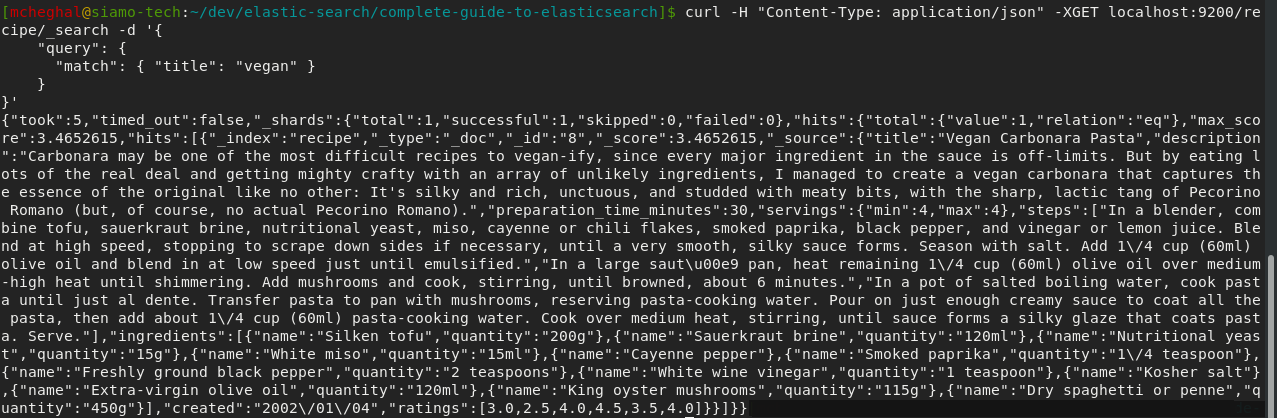 [mcheghal@siamo-tech:~/dev/elastic-search/complete-guide-to-elasticsearch]$ curl -H "Content-Type: application/json" -XGET localhost:9200/re
cipe/_search -d '{
    "query": {
      "match": { "title": "vegan" }
    }
}'
{"took":5,"timed_out":false,"_shards":{"total":1,"successful":1,"skipped":0,"failed":0},"hits":{"total":{"value":1,"relation":"eq"},"max_sco
re":3.4652615,"hits":[{"_index":"recipe","_type":"_doc","_id":"8","_score":3.4652615,"_source":{"title":"Vegan Carbonara Pasta","description
":"Carbonara may be one of the most difficult recipes to vegan-ify, since every major ingredient in the sauce is off-limits. But by eating l
ots of the real deal and getting mighty crafty with an array of unlikely ingredients, I managed to create a vegan carbonara that captures th
e essence of the original like no other: It's silky and rich, unctuous, and studded with meaty bits, with the sharp, lactic tang of Pecorino
 Romano (but, of course, no actual Pecorino Romano).","preparation_time_minutes":30,"servings":{"min":4,"max":4},"steps":["In a blender, com
bine tofu, sauerkraut brine, nutritional yeast, miso, cayenne or chili flakes, smoked paprika, black pepper, and vinegar or lemon juice. Ble
nd at high speed, stopping to scrape down sides if necessary, until a very smooth, silky sauce forms. Season with salt. Add 1\/4 cup (60ml)
olive oil and blend in at low speed just until emulsified.","In a large saut\u00e9 pan, heat remaining 1\/4 cup (60ml) olive oil over medium
-high heat until shimmering. Add mushrooms and cook, stirring, until browned, about 6 minutes.","In a pot of salted boiling water, cook past
a until just al dente. Transfer pasta to pan with mushrooms, reserving pasta-cooking water. Pour on just enough creamy sauce to coat all the
 pasta, then add about 1\/4 cup (60ml) pasta-cooking water. Cook over medium heat, stirring, until sauce forms a silky glaze that coats past
a. Serve."],"ingredients":[{"name":"Silken tofu","quantity":"200g"},{"name":"Sauerkraut brine","quantity":"120ml"},{"name":"Nutritional yeas
t","quantity":"15g"},{"name":"White miso","quantity":"15ml"},{"name":"Cayenne pepper"},{"name":"Smoked paprika","quantity":"1\/4 teaspoon"},
{"name":"Freshly ground black pepper","quantity":"2 teaspoons"},{"name":"White wine vinegar","quantity":"1 teaspoon"},{"name":"Kosher salt"}
,{"name":"Extra-virgin olive oil","quantity":"120ml"},{"name":"King oyster mushrooms","quantity":"115g"},{"name":"Dry spaghetti or penne","q
uantity":"450g"}],"created":"2002\/01\/04","ratings":[3.0,2.5,4.0,4.5,3.5,4.0]}}]}}